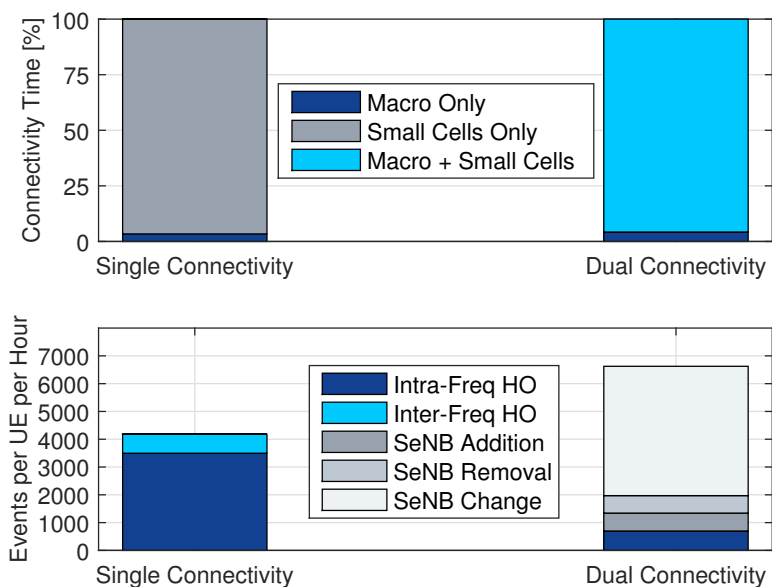 Connectivity Time [%]
100
75
50
25
0
Macro Only
Small Cells Only
Macro + Small Cells
Single Connectivity
Dual Connectivity
Events per UE per Hour
7000
6000
5000
4000
3000
2000
1000
0
Intra-Freq HO
Inter-Freq HO
SeNB Addition
SeNB Removal
SeNB Change
Single Connectivity
Dual Connectivity